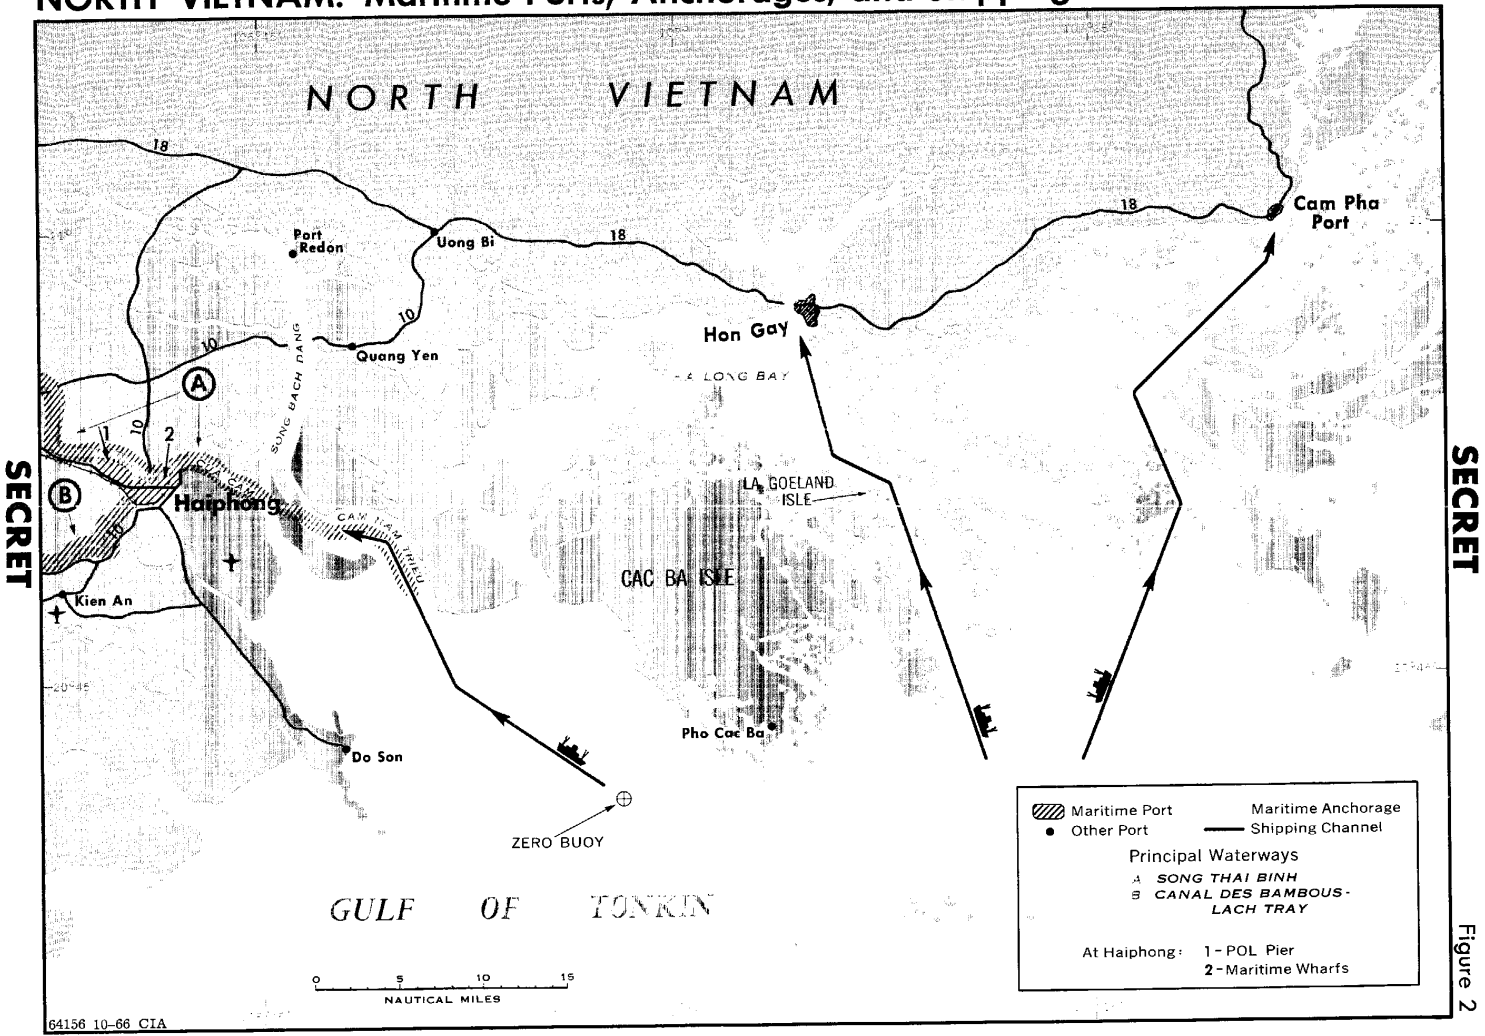 NORTH VIETNAM: Maritime Ports, Anchorages, and Shipping
NORTH VIETNAM
18
Cam Pha
Port
18
Port
Redon
Uong Bi
18
10
Hon Gay
10
Quang Yen
SONG BACH DANG
LONG BAY
A
10
1
2
SECRET
B
Haiphong
CUA CAM
CUA NAM TRIEU
LA GOELAND
ISLE
SECRET
10
CAC BA ISLE
Kien An
20°45
Pho Cac Ba
Do Son
ZERO BUOY
GULF OF TONKIN
Maritime Port
Maritime Anchorage
Other Port
Shipping Channel
Principal Waterways
A SONG THAI BINH
B CANAL DES BAMBOUS-
LACH TRAY
At Haiphong: 1-POL Pier
2-Maritime Wharfs
0 5 10 15
NAUTICAL MILES
64156 10-66 CIA
Figure 2